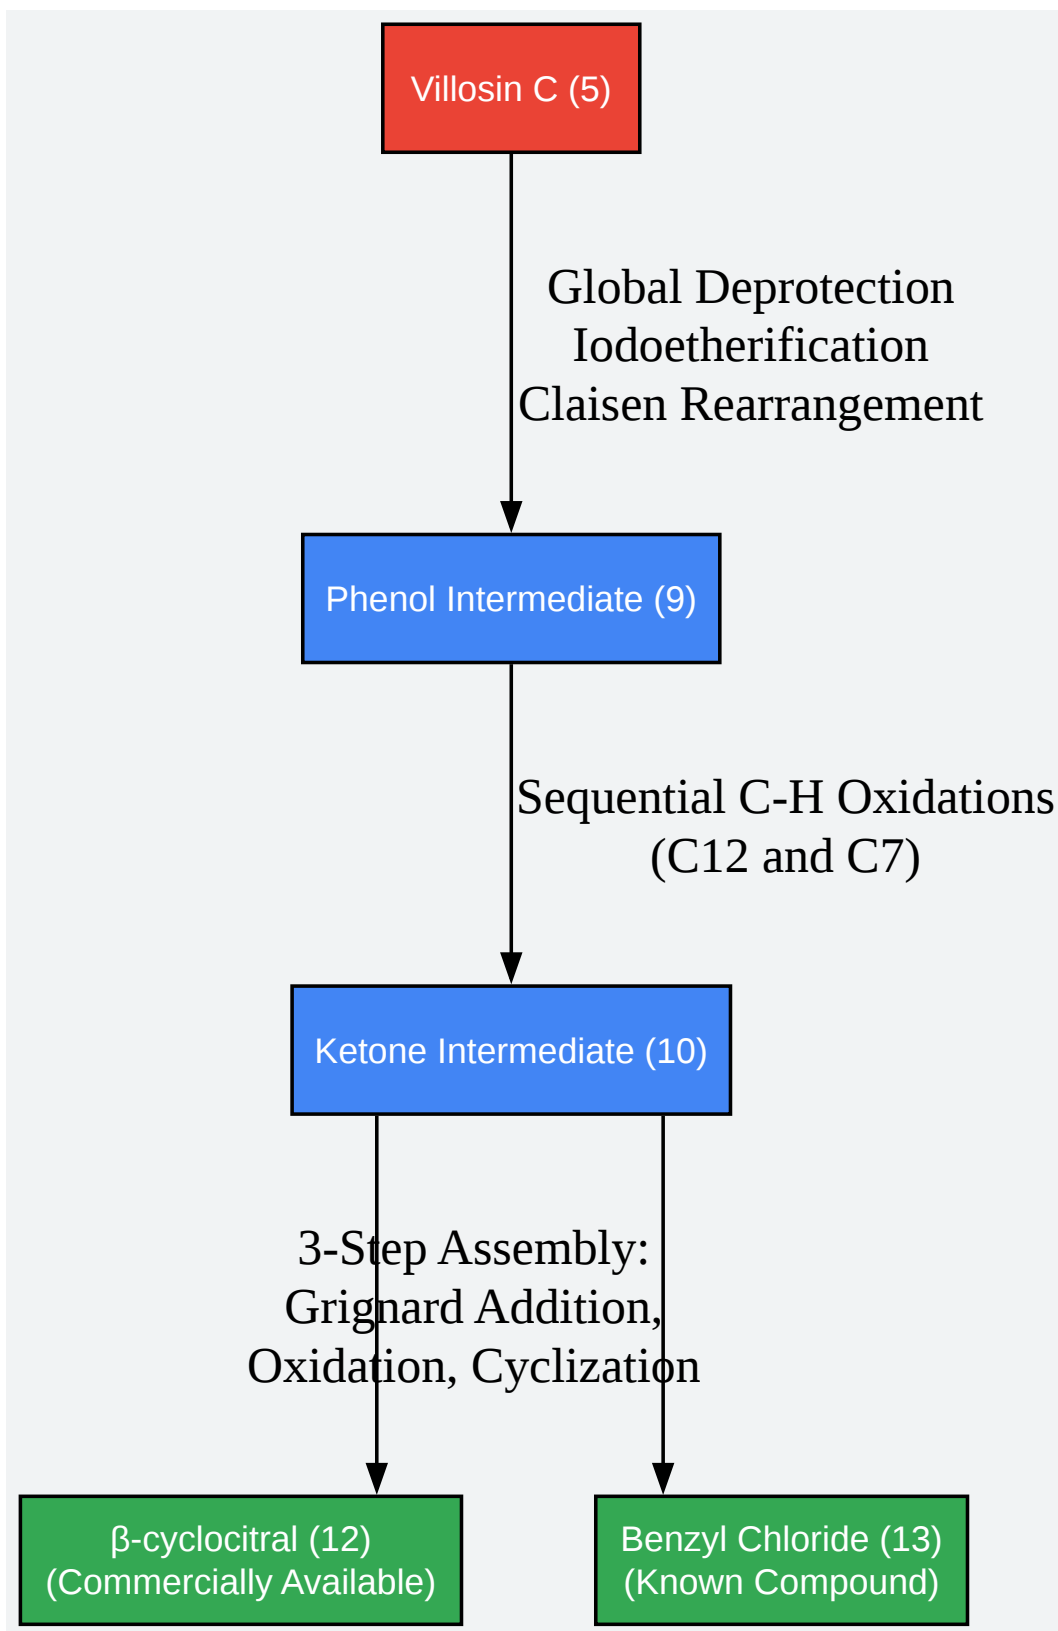 Villosin C (5)
Global Deprotection
Iodoetherification
Claisen Rearrangement
Phenol Intermediate (9)
Sequential C-H Oxidations
(C12 and C7)
Ketone Intermediate (10)
3-Step Assembly:
Grignard Addition,
Oxidation, Cyclization
β-cyclocitral (12)
(Commercially Available)
Benzyl Chloride (13)
(Known Compound)